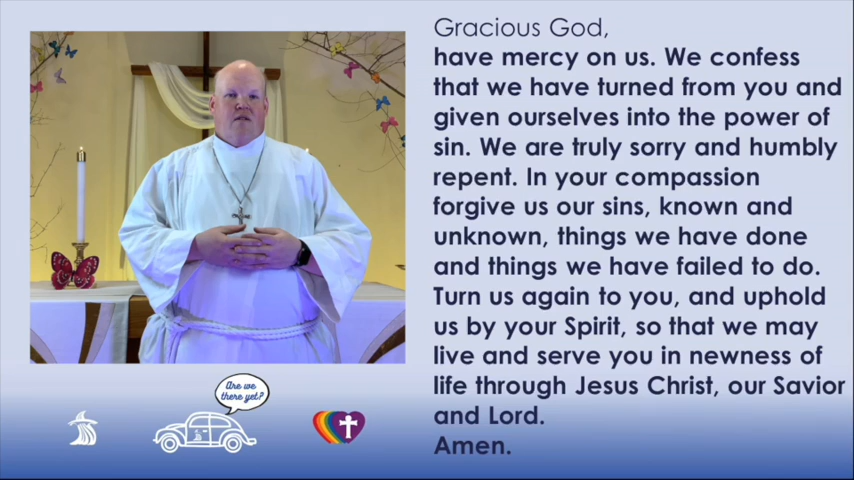 Gracious God,
have mercy on us. We confess
that we have turned from you and
given ourselves into the power of
sin. We are truly sorry and humbly
repent. In your compassion
forgive us our sins, known and
unknown, things we have done
and things we have failed to do.
Turn us again to you, and uphold
us by your Spirit, so that we may
live and serve you in newness of
life through Jesus Christ, our Savior
and Lord.
Amen.
Are we
there yet?